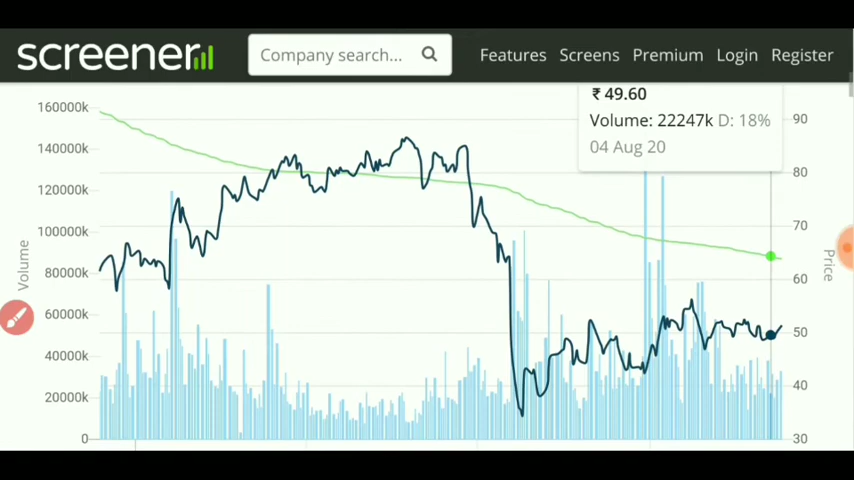 screener
Company search...
Features Screens Premium Login Register
₹ 49.60
Volume: 22247k D: 18%
04 Aug 20
160000k
140000k
120000k
100000k
80000k
60000k
40000k
20000k
0
Volume
90
80
70
60
50
40
30
Price